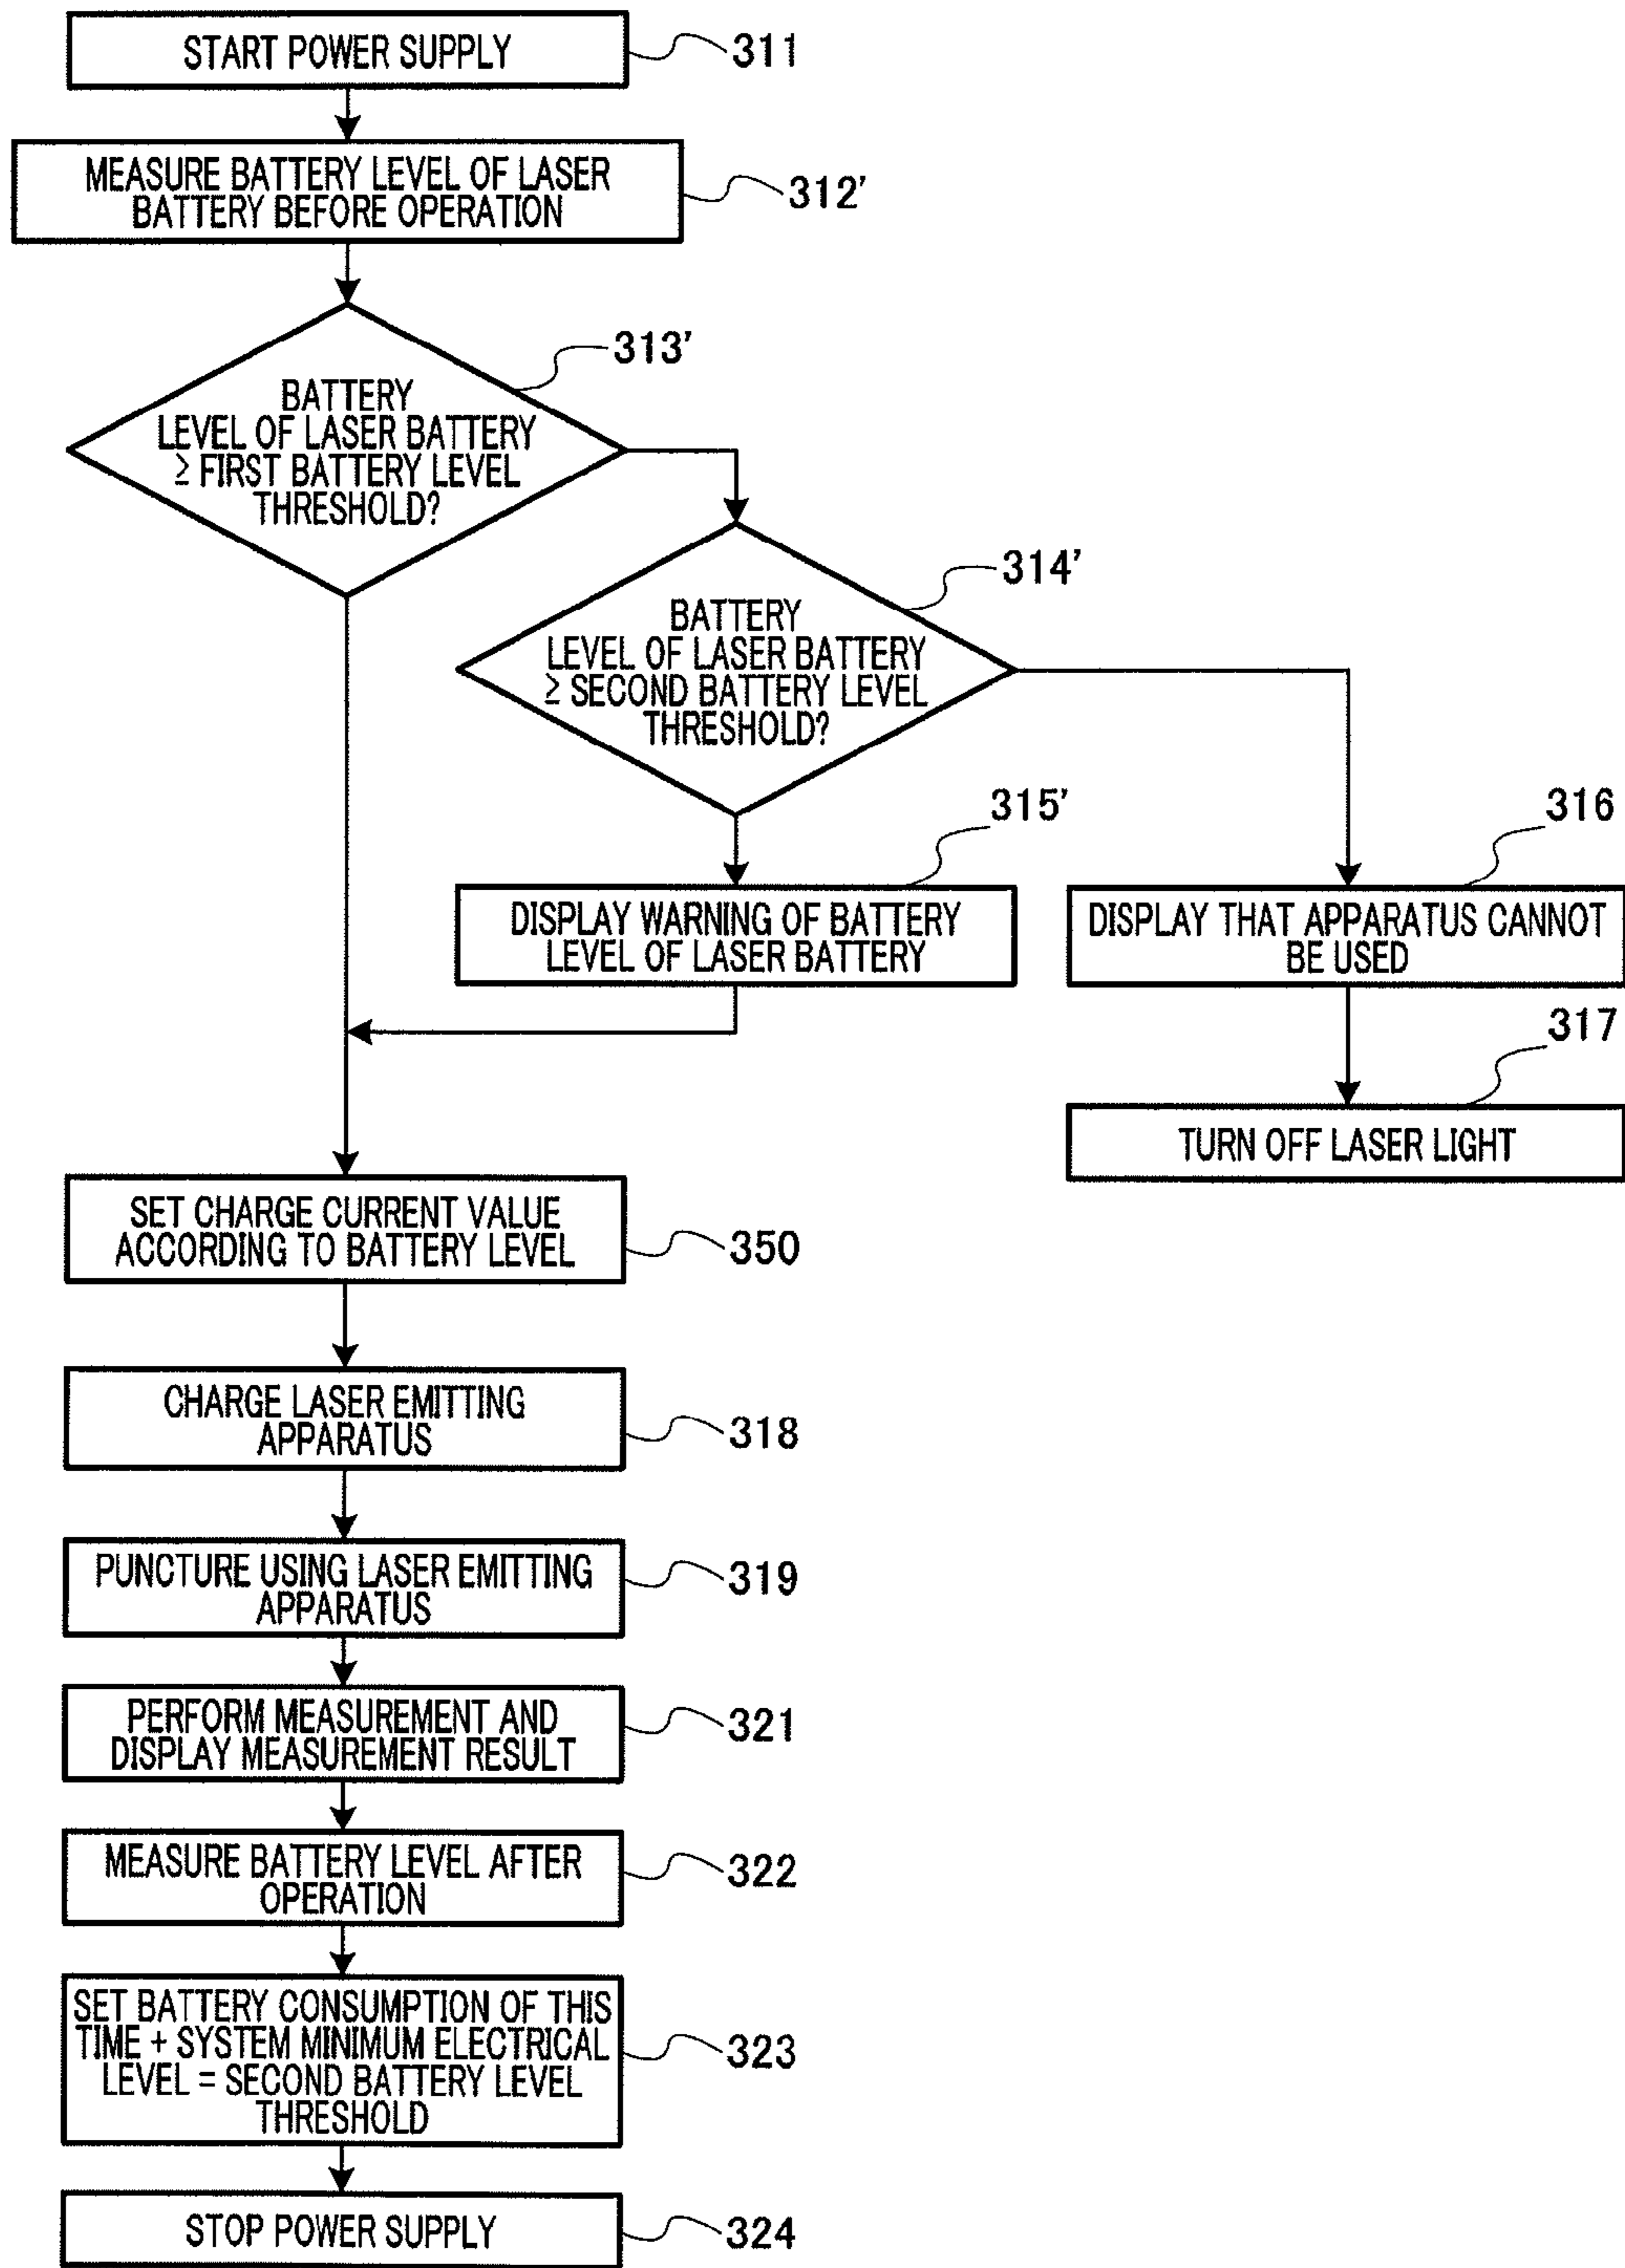 START POWER SUPPLY
311
MEASURE BATTERY LEVEL OF LASER
BATTERY BEFORE OPERATION
312'
313'
BATTERY
LEVEL OF LASER BATTERY
≥ FIRST BATTERY LEVEL
THRESHOLD?
314'
BATTERY
LEVEL OF LASER BATTERY
≥ SECOND BATTERY LEVEL
THRESHOLD?
315'
DISPLAY WARNING OF BATTERY
LEVEL OF LASER BATTERY
316
DISPLAY THAT APPARATUS CANNOT
BE USED
317
TURN OFF LASER LIGHT
SET CHARGE CURRENT VALUE
ACCORDING TO BATTERY LEVEL
350
CHARGE LASER EMITTING
APPARATUS
318
PUNCTURE USING LASER EMITTING
APPARATUS
319
PERFORM MEASUREMENT AND
DISPLAY MEASUREMENT RESULT
321
MEASURE BATTERY LEVEL AFTER
OPERATION
322
SET BATTERY CONSUMPTION OF THIS
TIME + SYSTEM MINIMUM ELECTRICAL
LEVEL = SECOND BATTERY LEVEL
THRESHOLD
323
STOP POWER SUPPLY
324